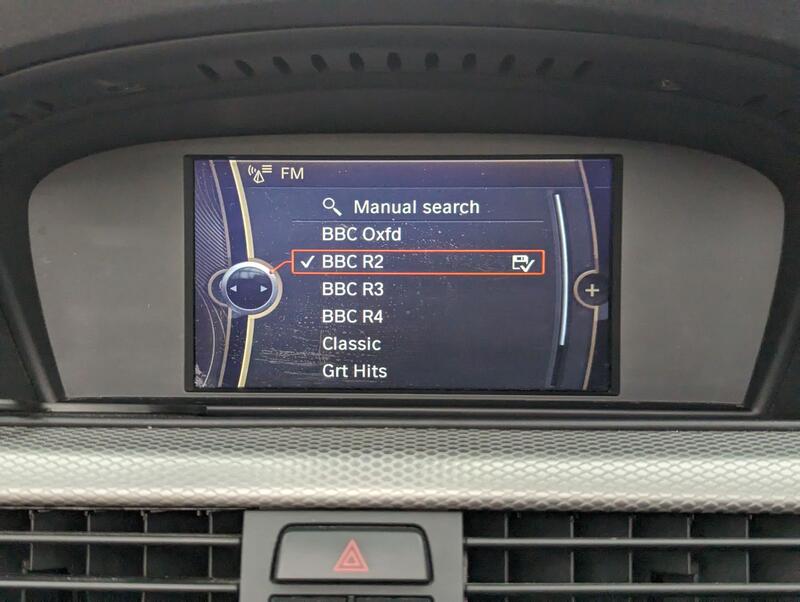 FM
Manual search
BBC Oxfd
BBC R2
BBC R3
BBC R4
Classic
Grt Hits